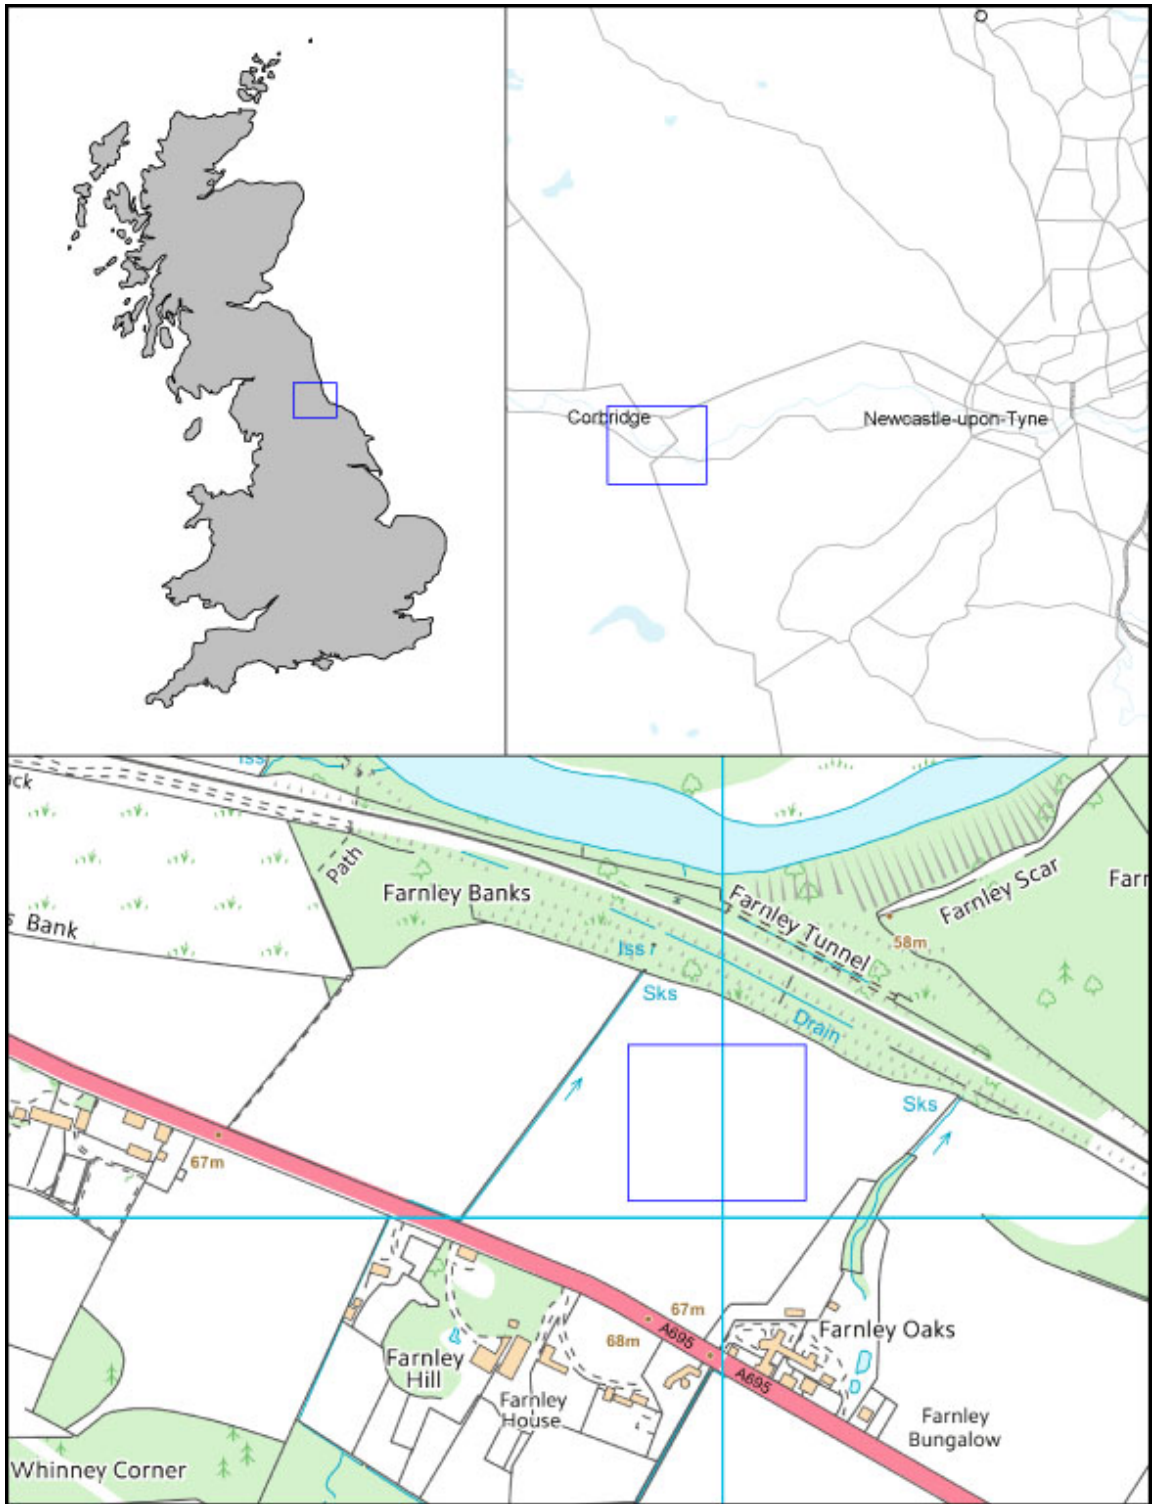 Corbridge
Newcastle-upon-Tyne
Iss
Path
Farnley Banks
Farnley Tunnel
Farnley Scar
58m
Bank
Iss
Sks
Drain
Sks
67m
67m
68m
A695
A695
Farnley Oaks
Farnley
Hill
Farnley
House
Farnley
Bungalow
Whinney Corner